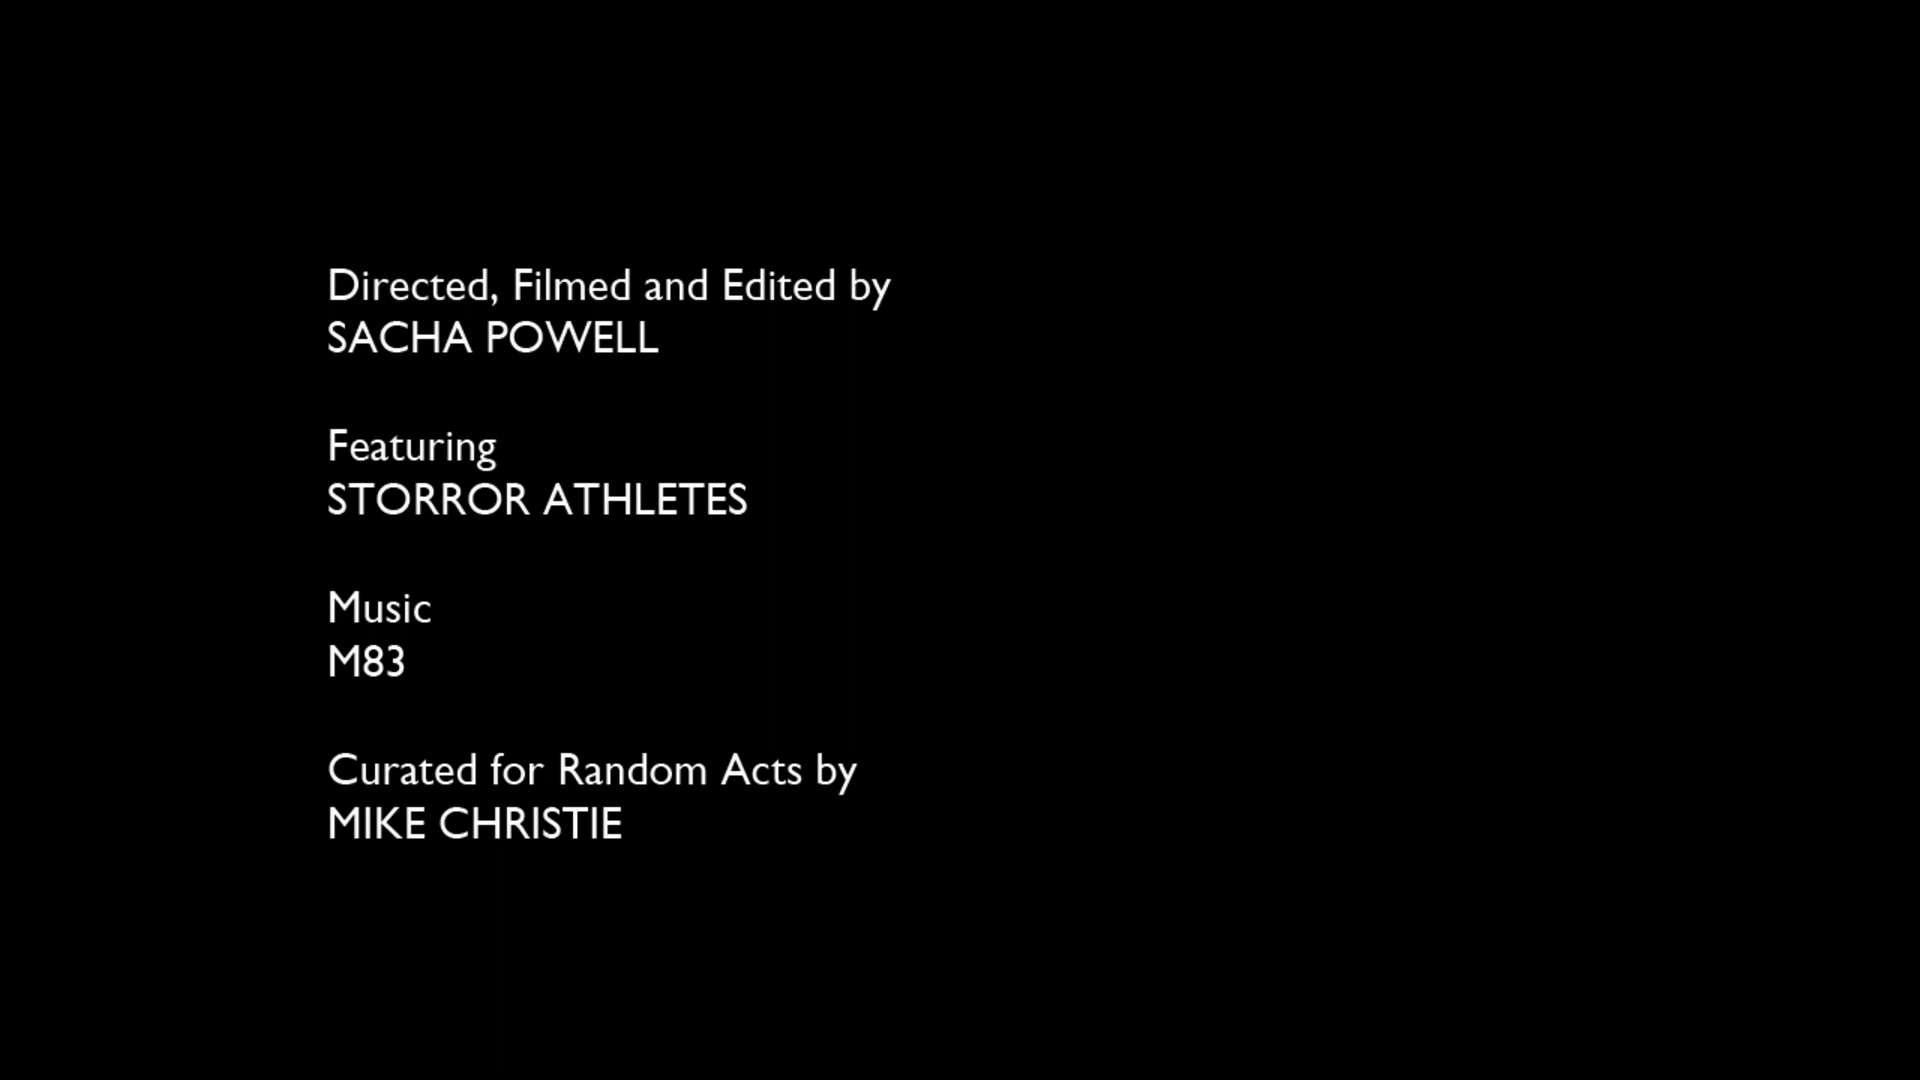 Directed, Filmed and Edited by
SACHA POWELL
Featuring
STORROR ATHLETES
Music
M83
Curated for Random Acts by
MIKE CHRISTIE